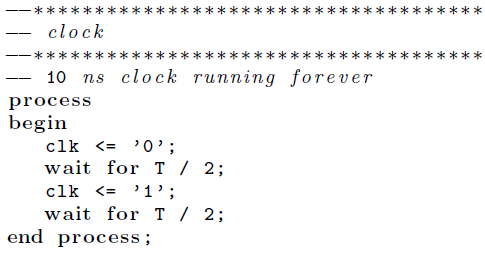 --*************************************
-- clock
--*************************************
-- 10 ns clock running forever
process
begin
    clk <= '0';
    wait for T / 2;
    clk <= '1';
    wait for T / 2;
end process;